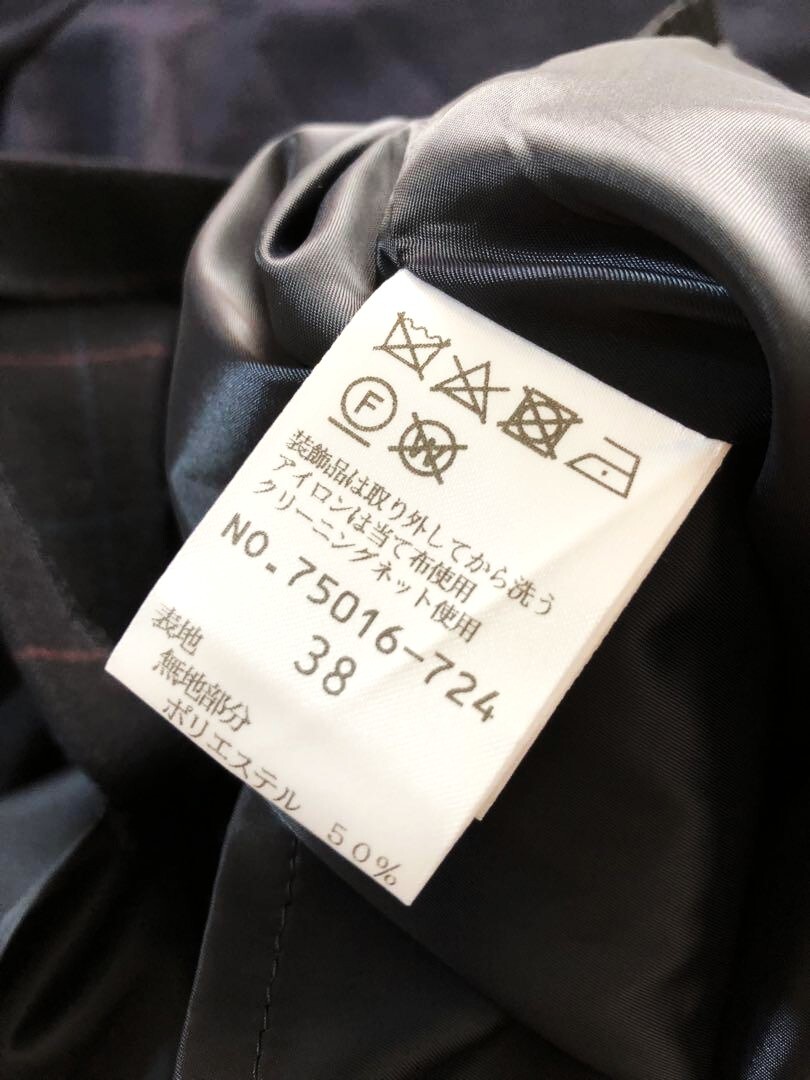 F W
装飾品は取り外してから洗う
アイロンは当て布使用
クリーニングネット使用
NO.75016-724
38
表地
無地部分
ポリエステル 50%